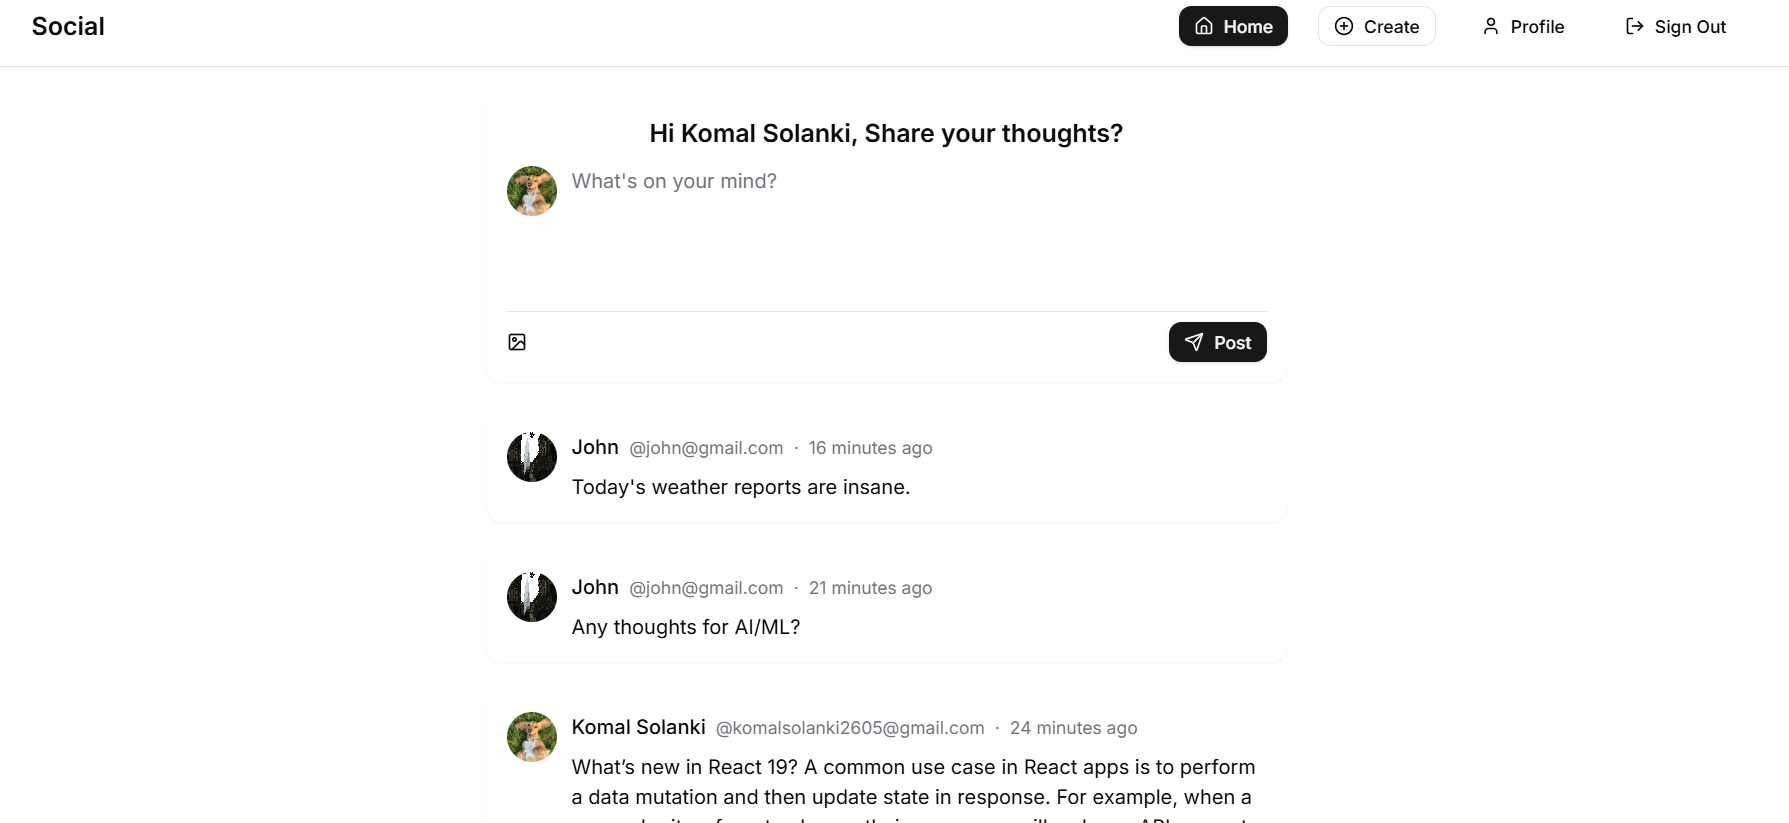 Social
Home
Create
Profile
Sign Out
Hi Komal Solanki, Share your thoughts?
What's on your mind?
Post
John @john@gmail.com · 16 minutes ago
Today's weather reports are insane.
John @john@gmail.com · 21 minutes ago
Any thoughts for AI/ML?
Komal Solanki @komalsolanki2605@gmail.com · 24 minutes ago
What’s new in React 19? A common use case in React apps is to perform
a data mutation and then update state in response. For example, when a